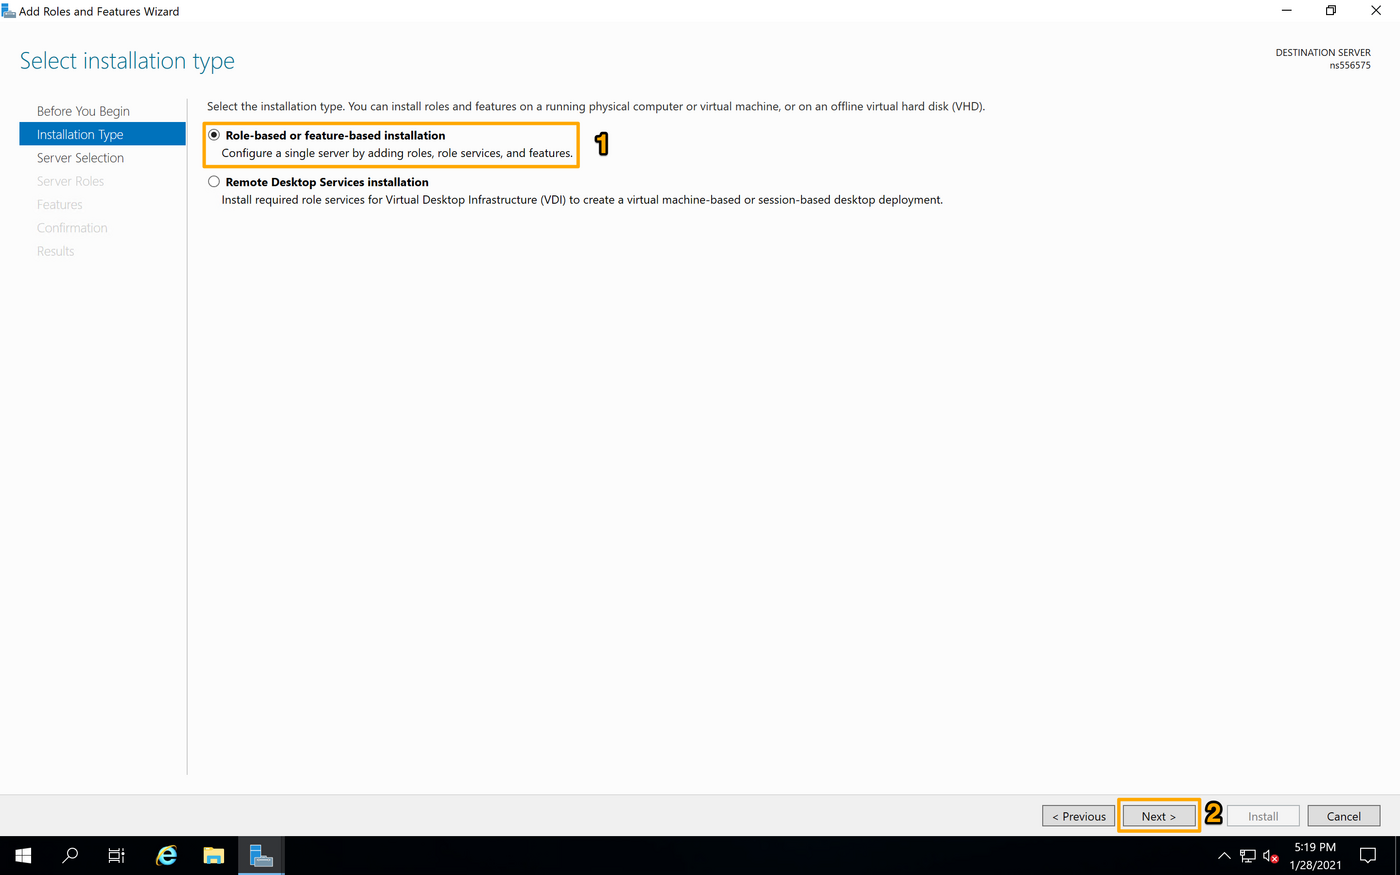 Add Roles and Features Wizard
Select installation type
DESTINATION SERVER
ns556575
Before You Begin
Installation Type
Server Selection
Server Roles
Features
Confirmation
Results
Select the installation type. You can install roles and features on a running physical computer or virtual machine, or on an offline virtual hard disk (VHD).
Role-based or feature-based installation
Configure a single server by adding roles, role services, and features.
1
Remote Desktop Services installation
Install required role services for Virtual Desktop Infrastructure (VDI) to create a virtual machine-based or session-based desktop deployment.
< Previous
Next >
2
Install
Cancel
5:19 PM
1/28/2021